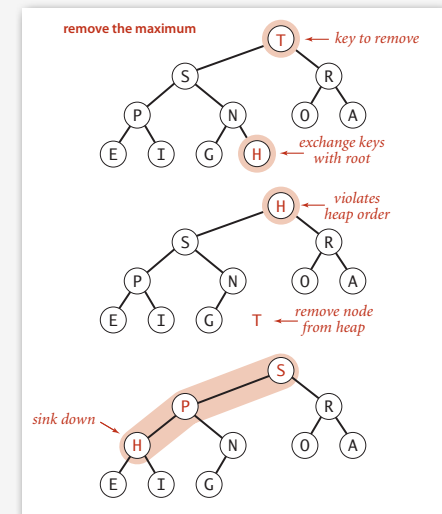 remove the maximum
T
key to remove
S
R
P
N
O
A
E
I
G
H
exchange keys
with root
H
violates
heap order
S
R
P
N
O
A
E
I
G
T
remove node
from heap
S
P
R
sink down
H
N
O
A
E
I
G